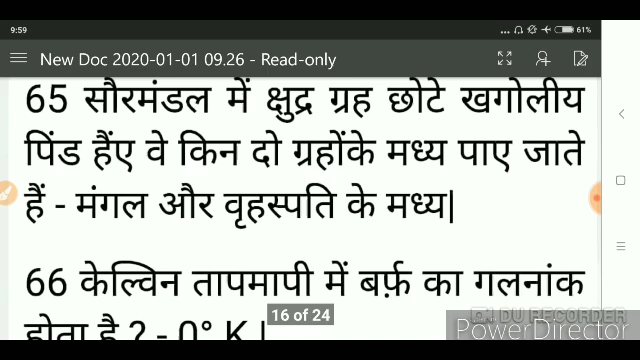 9:59
... 61%
New Doc 2020-01-01 09.26 - Read-only
65 सौरमंडल में क्षुद्र ग्रह छोटे खगोलीय
पिंड हैंए वे किन दो ग्रहोंके मध्य पाए जाते
हैं - मंगल और वृहस्पति के मध्य|
66 केल्विन तापमापी में बर्फ़ का गलनांक
होता है ? - 0° K |
16 of 24
DU RECORDER
PowerDirector